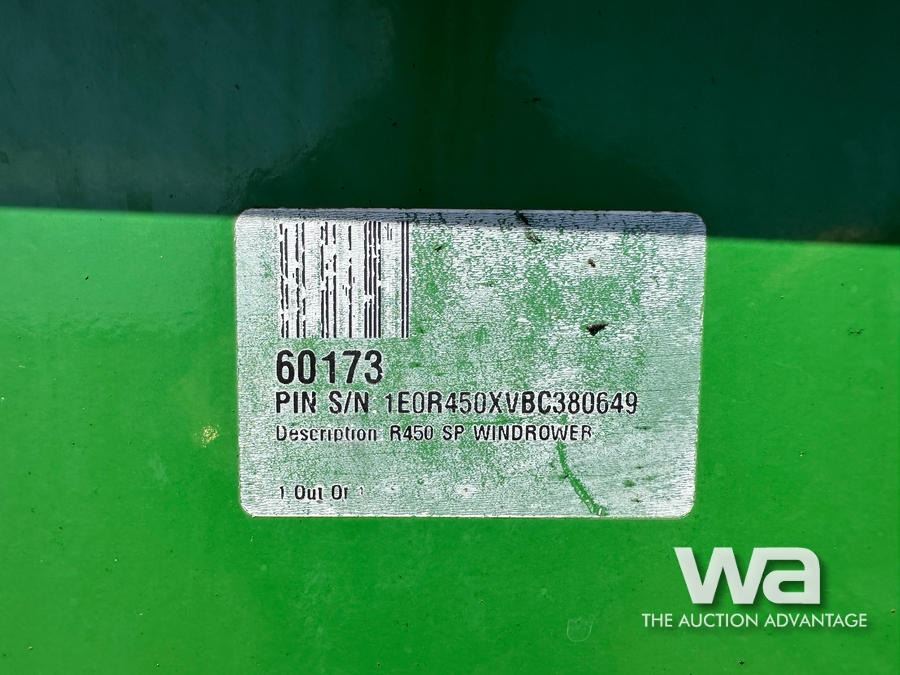 60173
PIN S/N 1E0R450XVBC380649
Description R450 SP WINDROWER
1 Out Of 1
wa
THE AUCTION ADVANTAGE